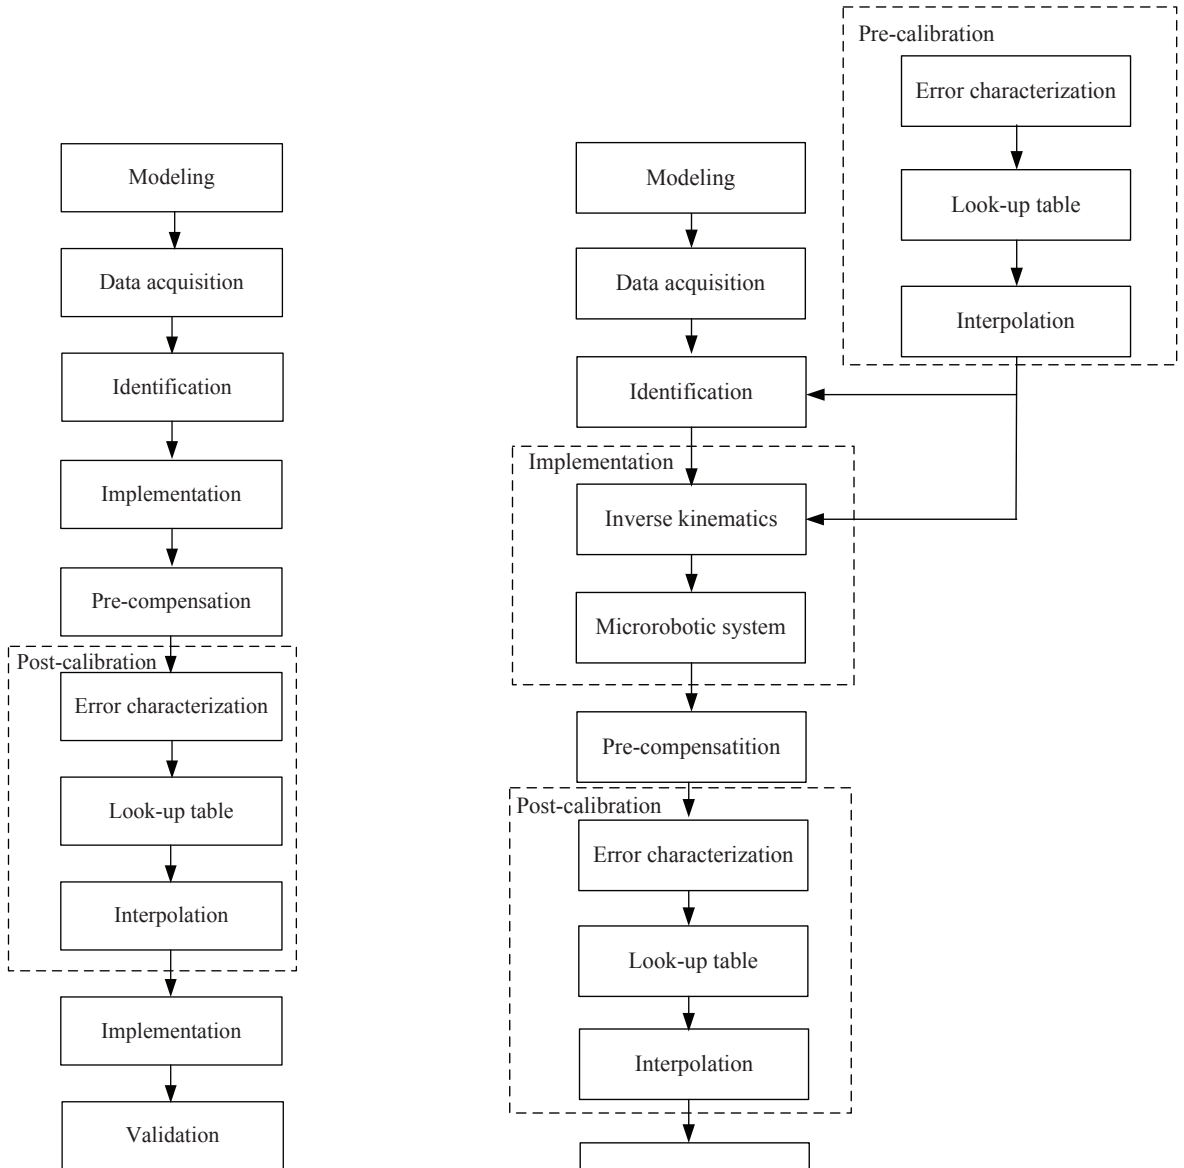 Modeling
Data acquisition
Identification
Implementation
Pre-compensation
Post-calibration
Error characterization
Look-up table
Interpolation
Implementation
Validation
Modeling
Data acquisition
Identification
Implementation
Inverse kinematics
Microrobotic system
Pre-compensatition
Post-calibration
Error characterization
Look-up table
Interpolation
Pre-calibration
Error characterization
Look-up table
Interpolation